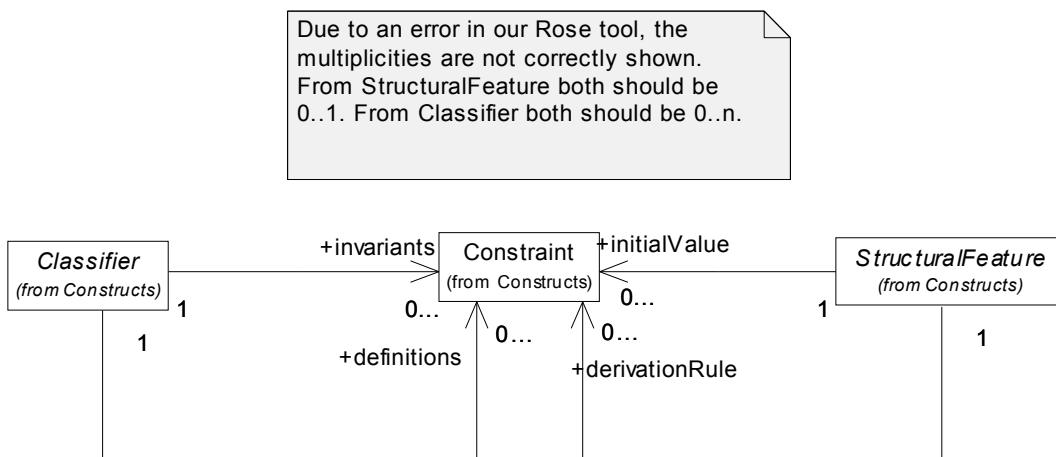 Due to an error in our Rose tool, the
multiplicities are not correctly shown.
From StructuralFeature both should be
0..1. From Classifier both should be 0..n.
Classifier
(from Constructs)
+invariants
Constraint
(from Constructs)
+initialValue
StructuralFeature
(from Constructs)
1
0...
0...
1
1
0...
0...
1
+definitions
+derivationRule